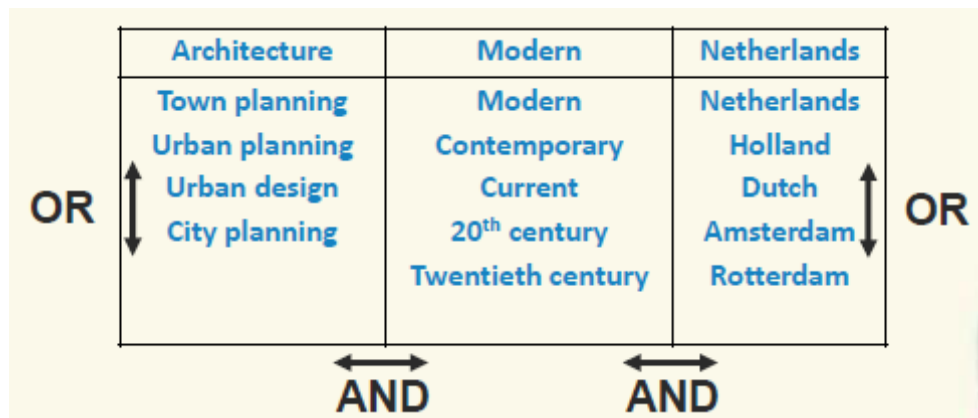 Architecture Modern Netherlands
Town planning Modern Netherlands
Urban planning Contemporary Holland
OR Urban design Current Dutch OR
City planning 20th century Amsterdam
Twentieth century Rotterdam
AND AND